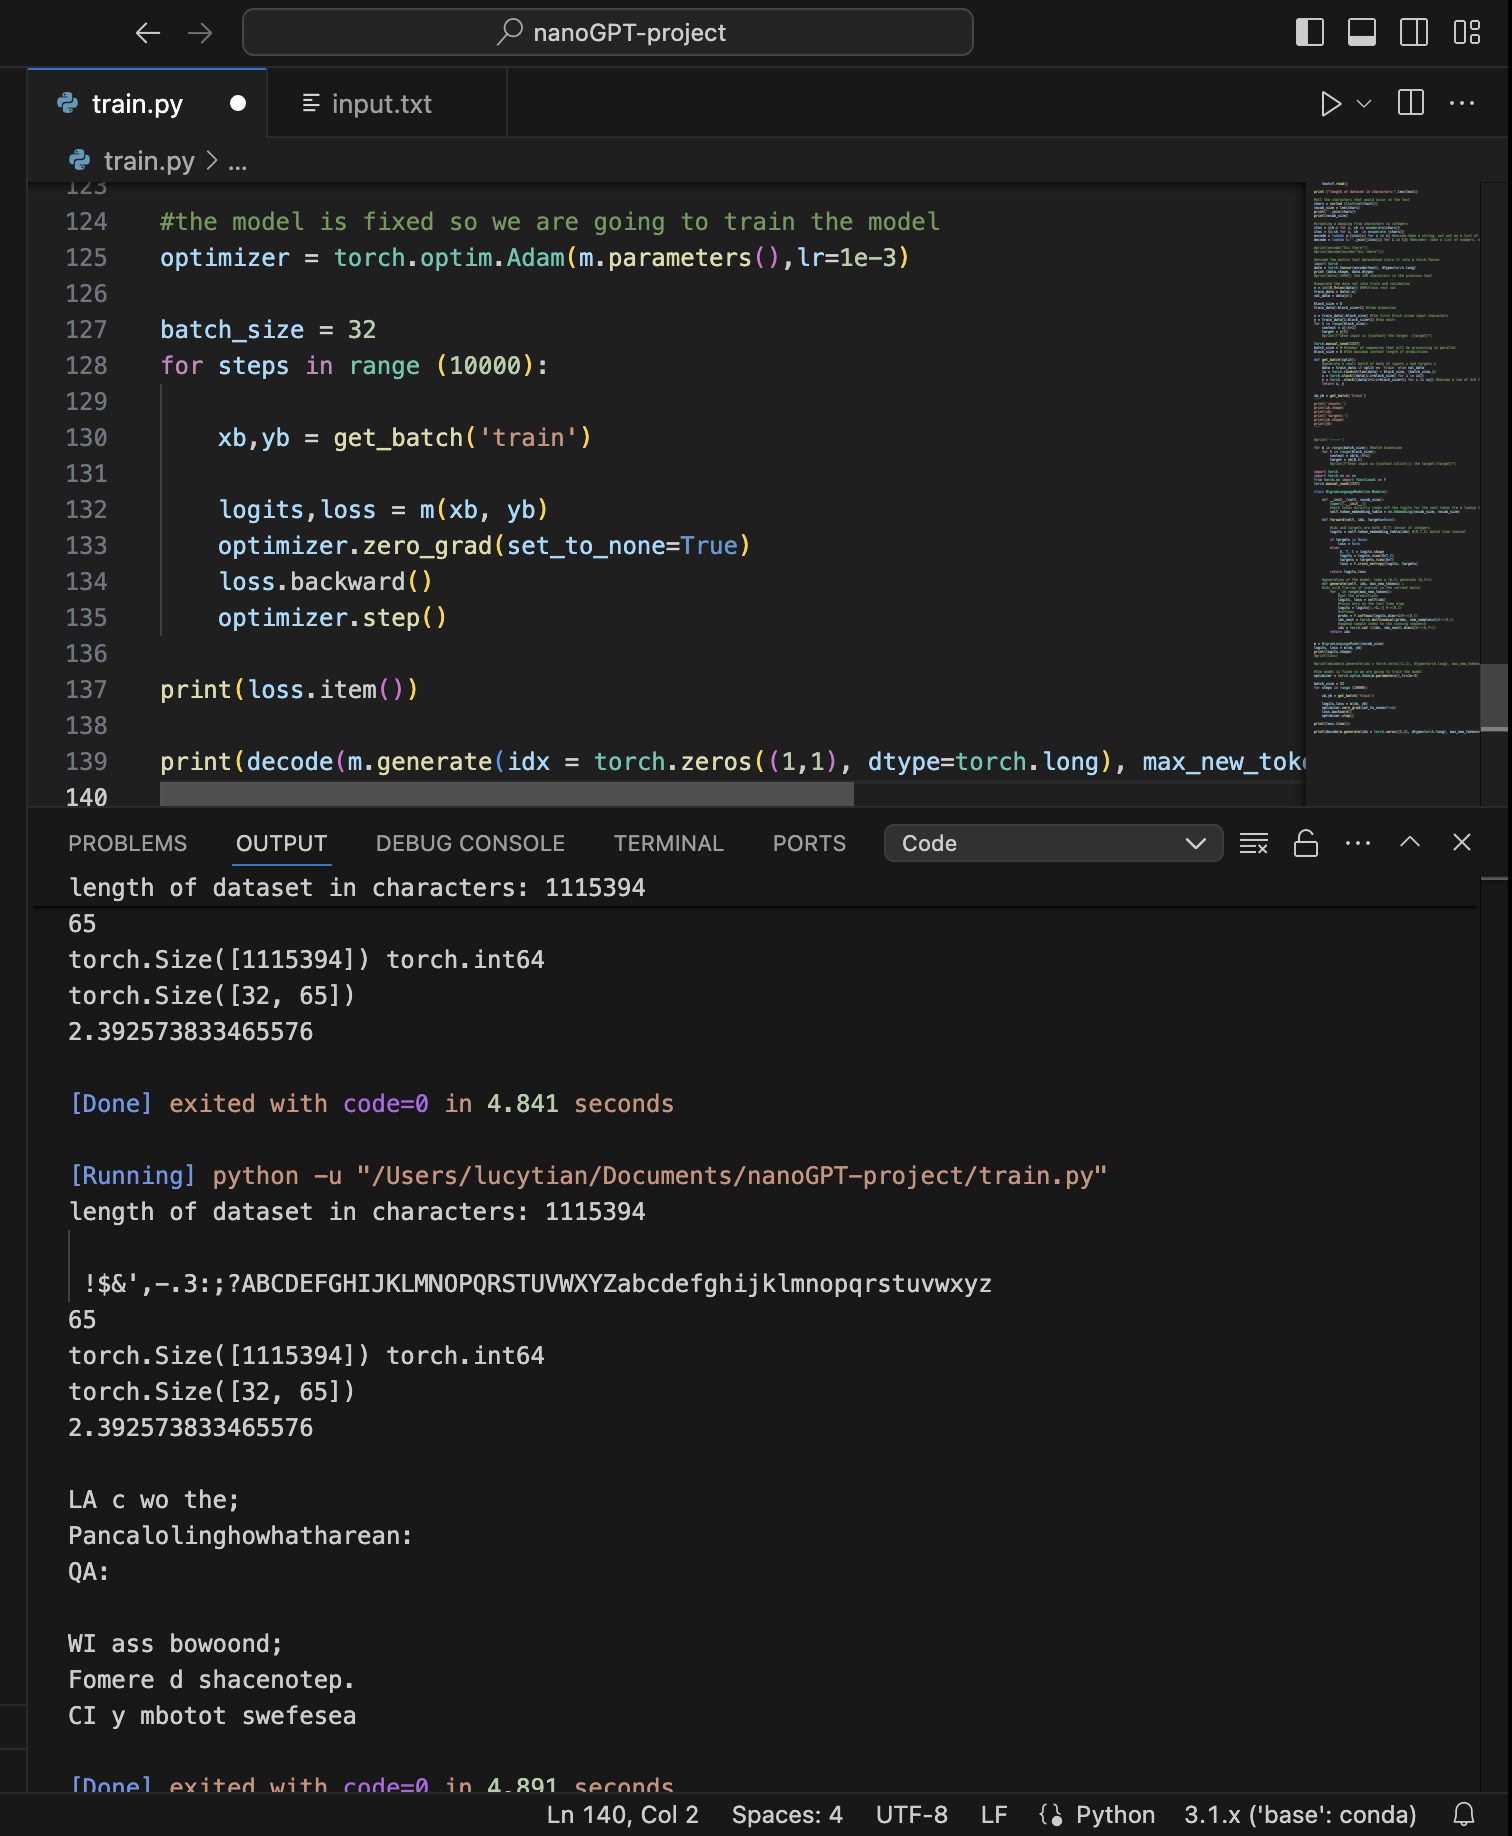 nanoGPT-project
train.py
input.txt
train.py > ...
123
124 #the model is fixed so we are going to train the model
125 optimizer = torch.optim.Adam(m.parameters(),lr=1e-3)
126
127 batch_size = 32
128 for steps in range (10000):
129
130 xb,yb = get_batch('train')
131
132 logits,loss = m(xb, yb)
133 optimizer.zero_grad(set_to_none=True)
134 loss.backward()
135 optimizer.step()
136
137 print(loss.item())
138
139 print(decode(m.generate(idx = torch.zeros((1,1), dtype=torch.long), max_new_tok
140
PROBLEMS OUTPUT DEBUG CONSOLE TERMINAL PORTS Code
length of dataset in characters: 1115394
65
torch.Size([1115394]) torch.int64
torch.Size([32, 65])
2.392573833465576
[Done] exited with code=0 in 4.841 seconds
[Running] python -u "/Users/lucytian/Documents/nanoGPT-project/train.py"
length of dataset in characters: 1115394
!$&',-.3:;?ABCDEFGHIJKLMNOPQRSTUVWXYZabcdefghijklmnopqrstuvwxyz
65
torch.Size([1115394]) torch.int64
torch.Size([32, 65])
2.392573833465576
LA c wo the;
Pancalolinghowhatharean:
QA:
WI ass bowoond;
Fomere d shacenotep.
CI y mbotot swefesea
[Done] exited with code=0 in 4.891 seconds
Ln 140, Col 2 Spaces: 4 UTF-8 LF Python 3.1.x ('base': conda)